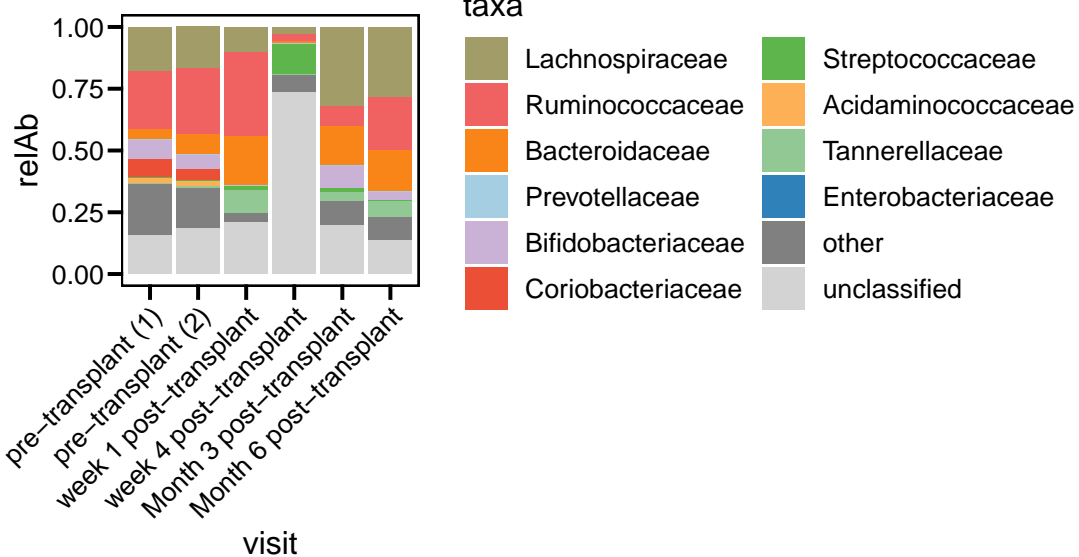 taxa
1.00
0.75
0.50
0.25
0.00
relAb
pre−transplant (1)
pre−transplant (2)
week 1 post−transplant
week 4 post−transplant
Month 3 post−transplant
Month 6 post−transplant
visit
Lachnospiraceae
Ruminococcaceae
Bacteroidaceae
Prevotellaceae
Bifidobacteriaceae
Coriobacteriaceae
Streptococcaceae
Acidaminococcaceae
Tannerellaceae
Enterobacteriaceae
other
unclassified